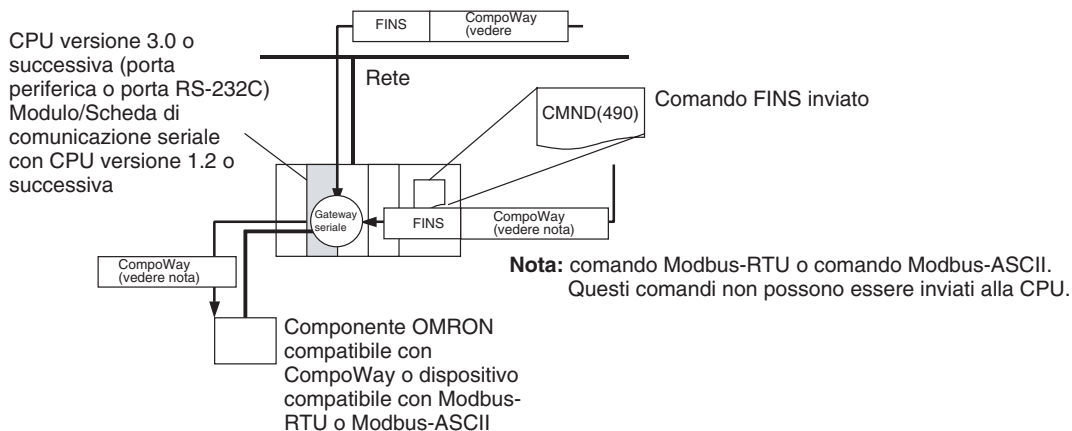 FINS
CompoWay
(vedere
CPU versione 3.0 o
successiva (porta
periferica o porta RS-232C)
Modulo/Scheda di
comunicazione seriale
con CPU versione 1.2 o
successiva
Rete
CMND(490)
Comando FINS inviato
Gateway
seriale
FINS
CompoWay
(vedere nota)
CompoWay
(vedere nota)
Nota: comando Modbus-RTU o comando Modbus-ASCII.
Questi comandi non possono essere inviati alla CPU.
Componente OMRON
compatibile con
CompoWay o dispositivo
compatibile con Modbus-
RTU o Modbus-ASCII